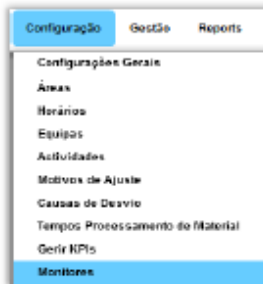 Configuração Gestão Reports
Configurações Gerais
Áreas
Horários
Equipas
Actividades
Motivos de Ajuste
Causas de Desvio
Tempos Processamento de Material
Gerir KPIs
Monitores